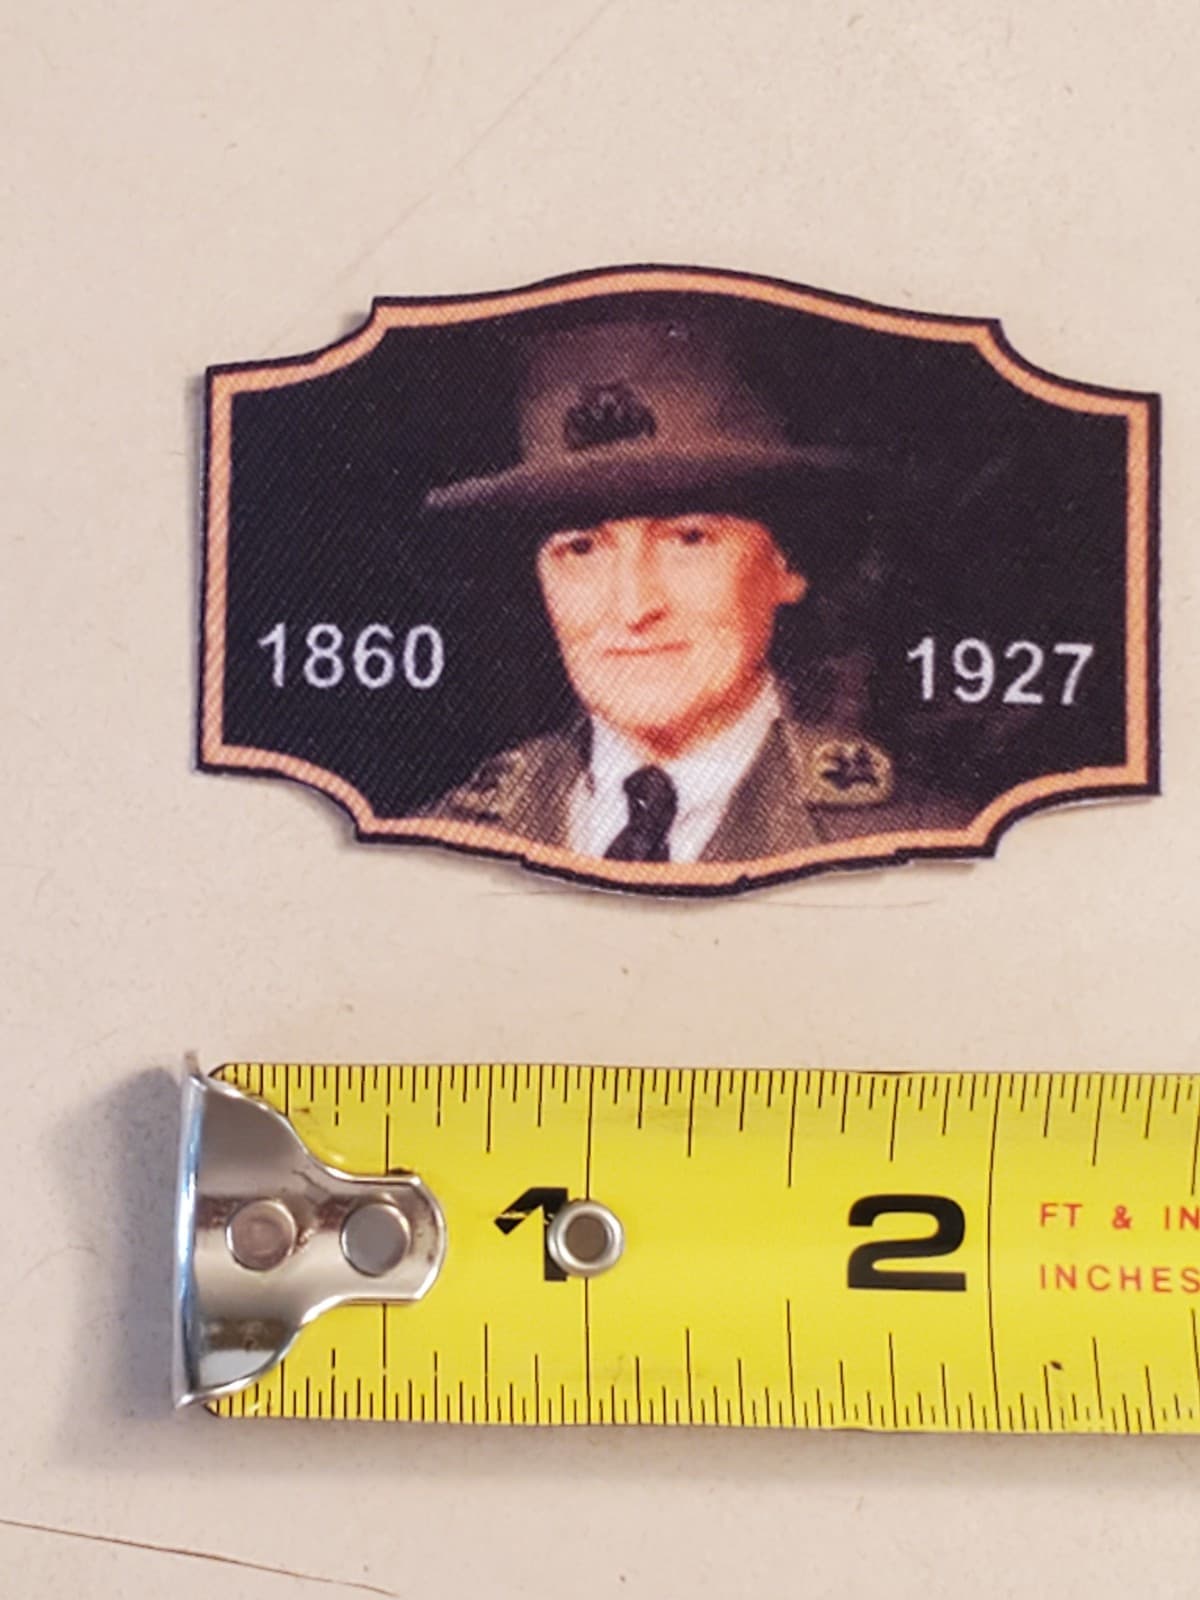 1860 1927
1 2 FT & IN
INCHES